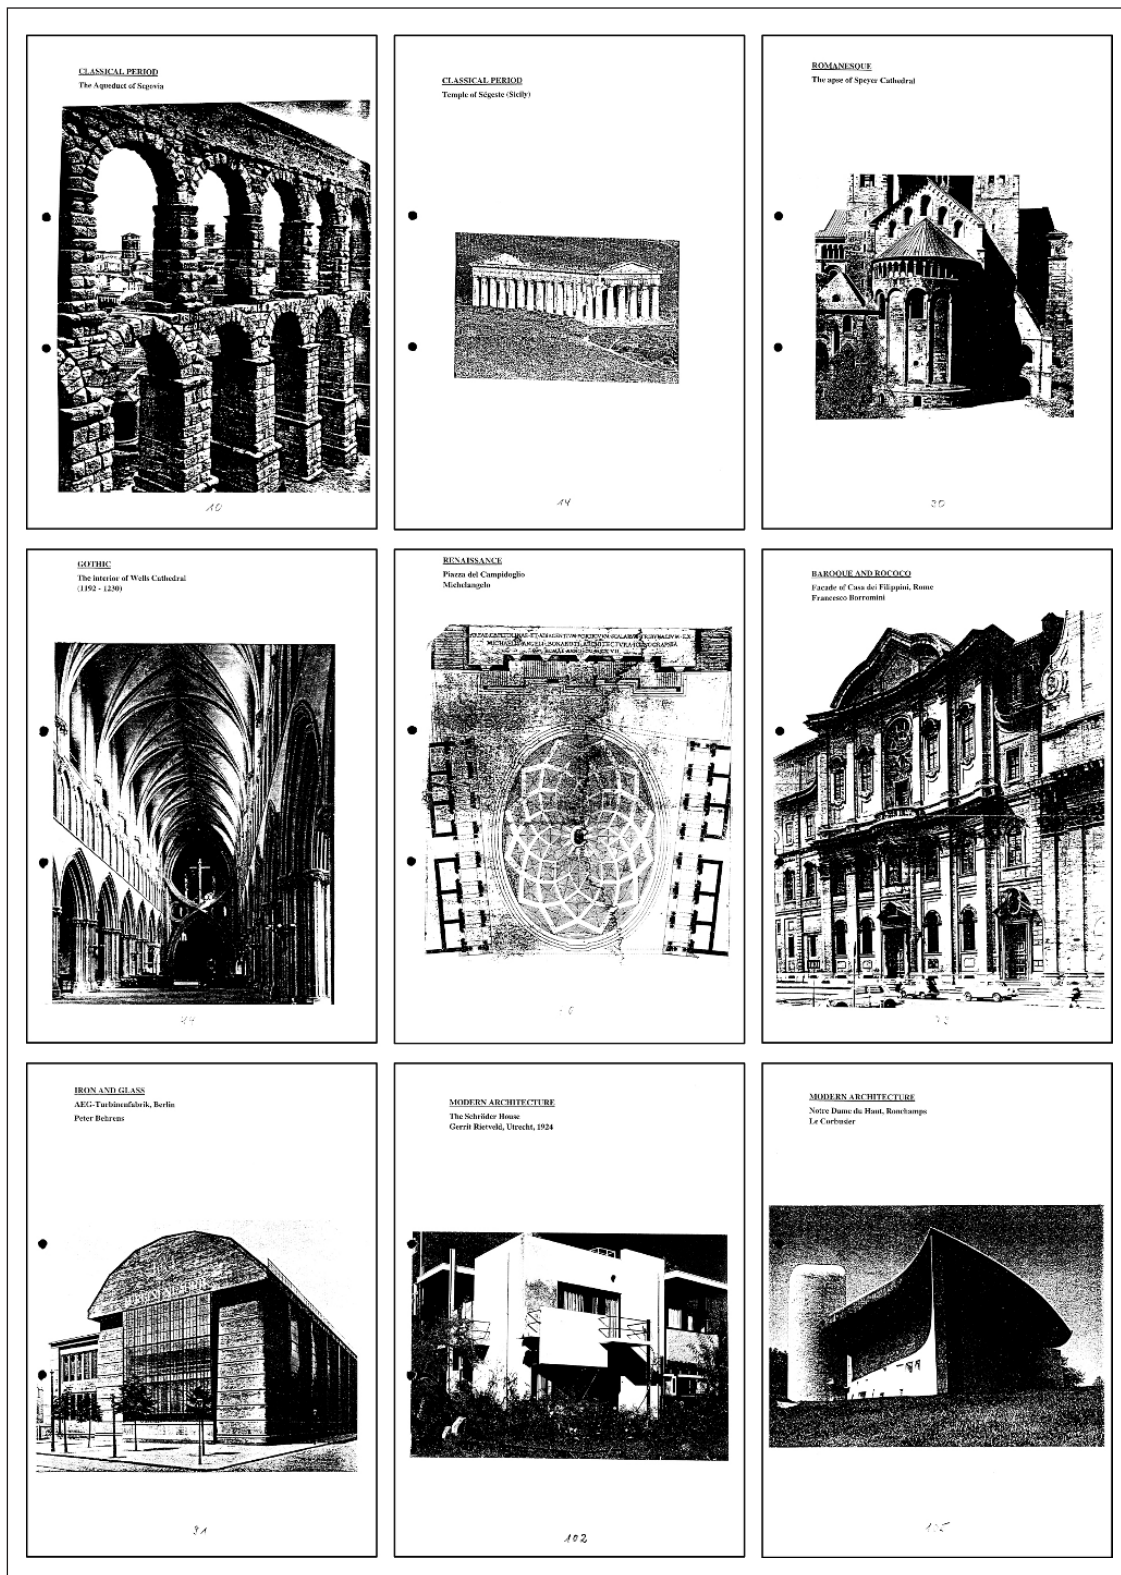 CLASSICAL PERIOD
The Aqueduct of Segovia
10
CLASSICAL PERIOD
Temple of Ségeste (Sicily)
14
ROMANESQUE
The apse of Speyer Cathedral
GOTHIC
The interior of Wells Cathedral
(1192 - 1230)
44
RENAISSANCE
Piazza del Campidoglio
Michelangelo
BAROQUE AND ROCOCO
Facade of Casa dei Filippini, Rome
Francesco Borromini
IRON AND GLASS
AEG-Turbinenfabrik, Berlin
Peter Behrens
MODERN ARCHITECTURE
The Schröder House
Gerrit Rietveld, Utrecht, 1924
102
MODERN ARCHITECTURE
Notre Dame du Haut, Ronchamps
Le Corbusier
105